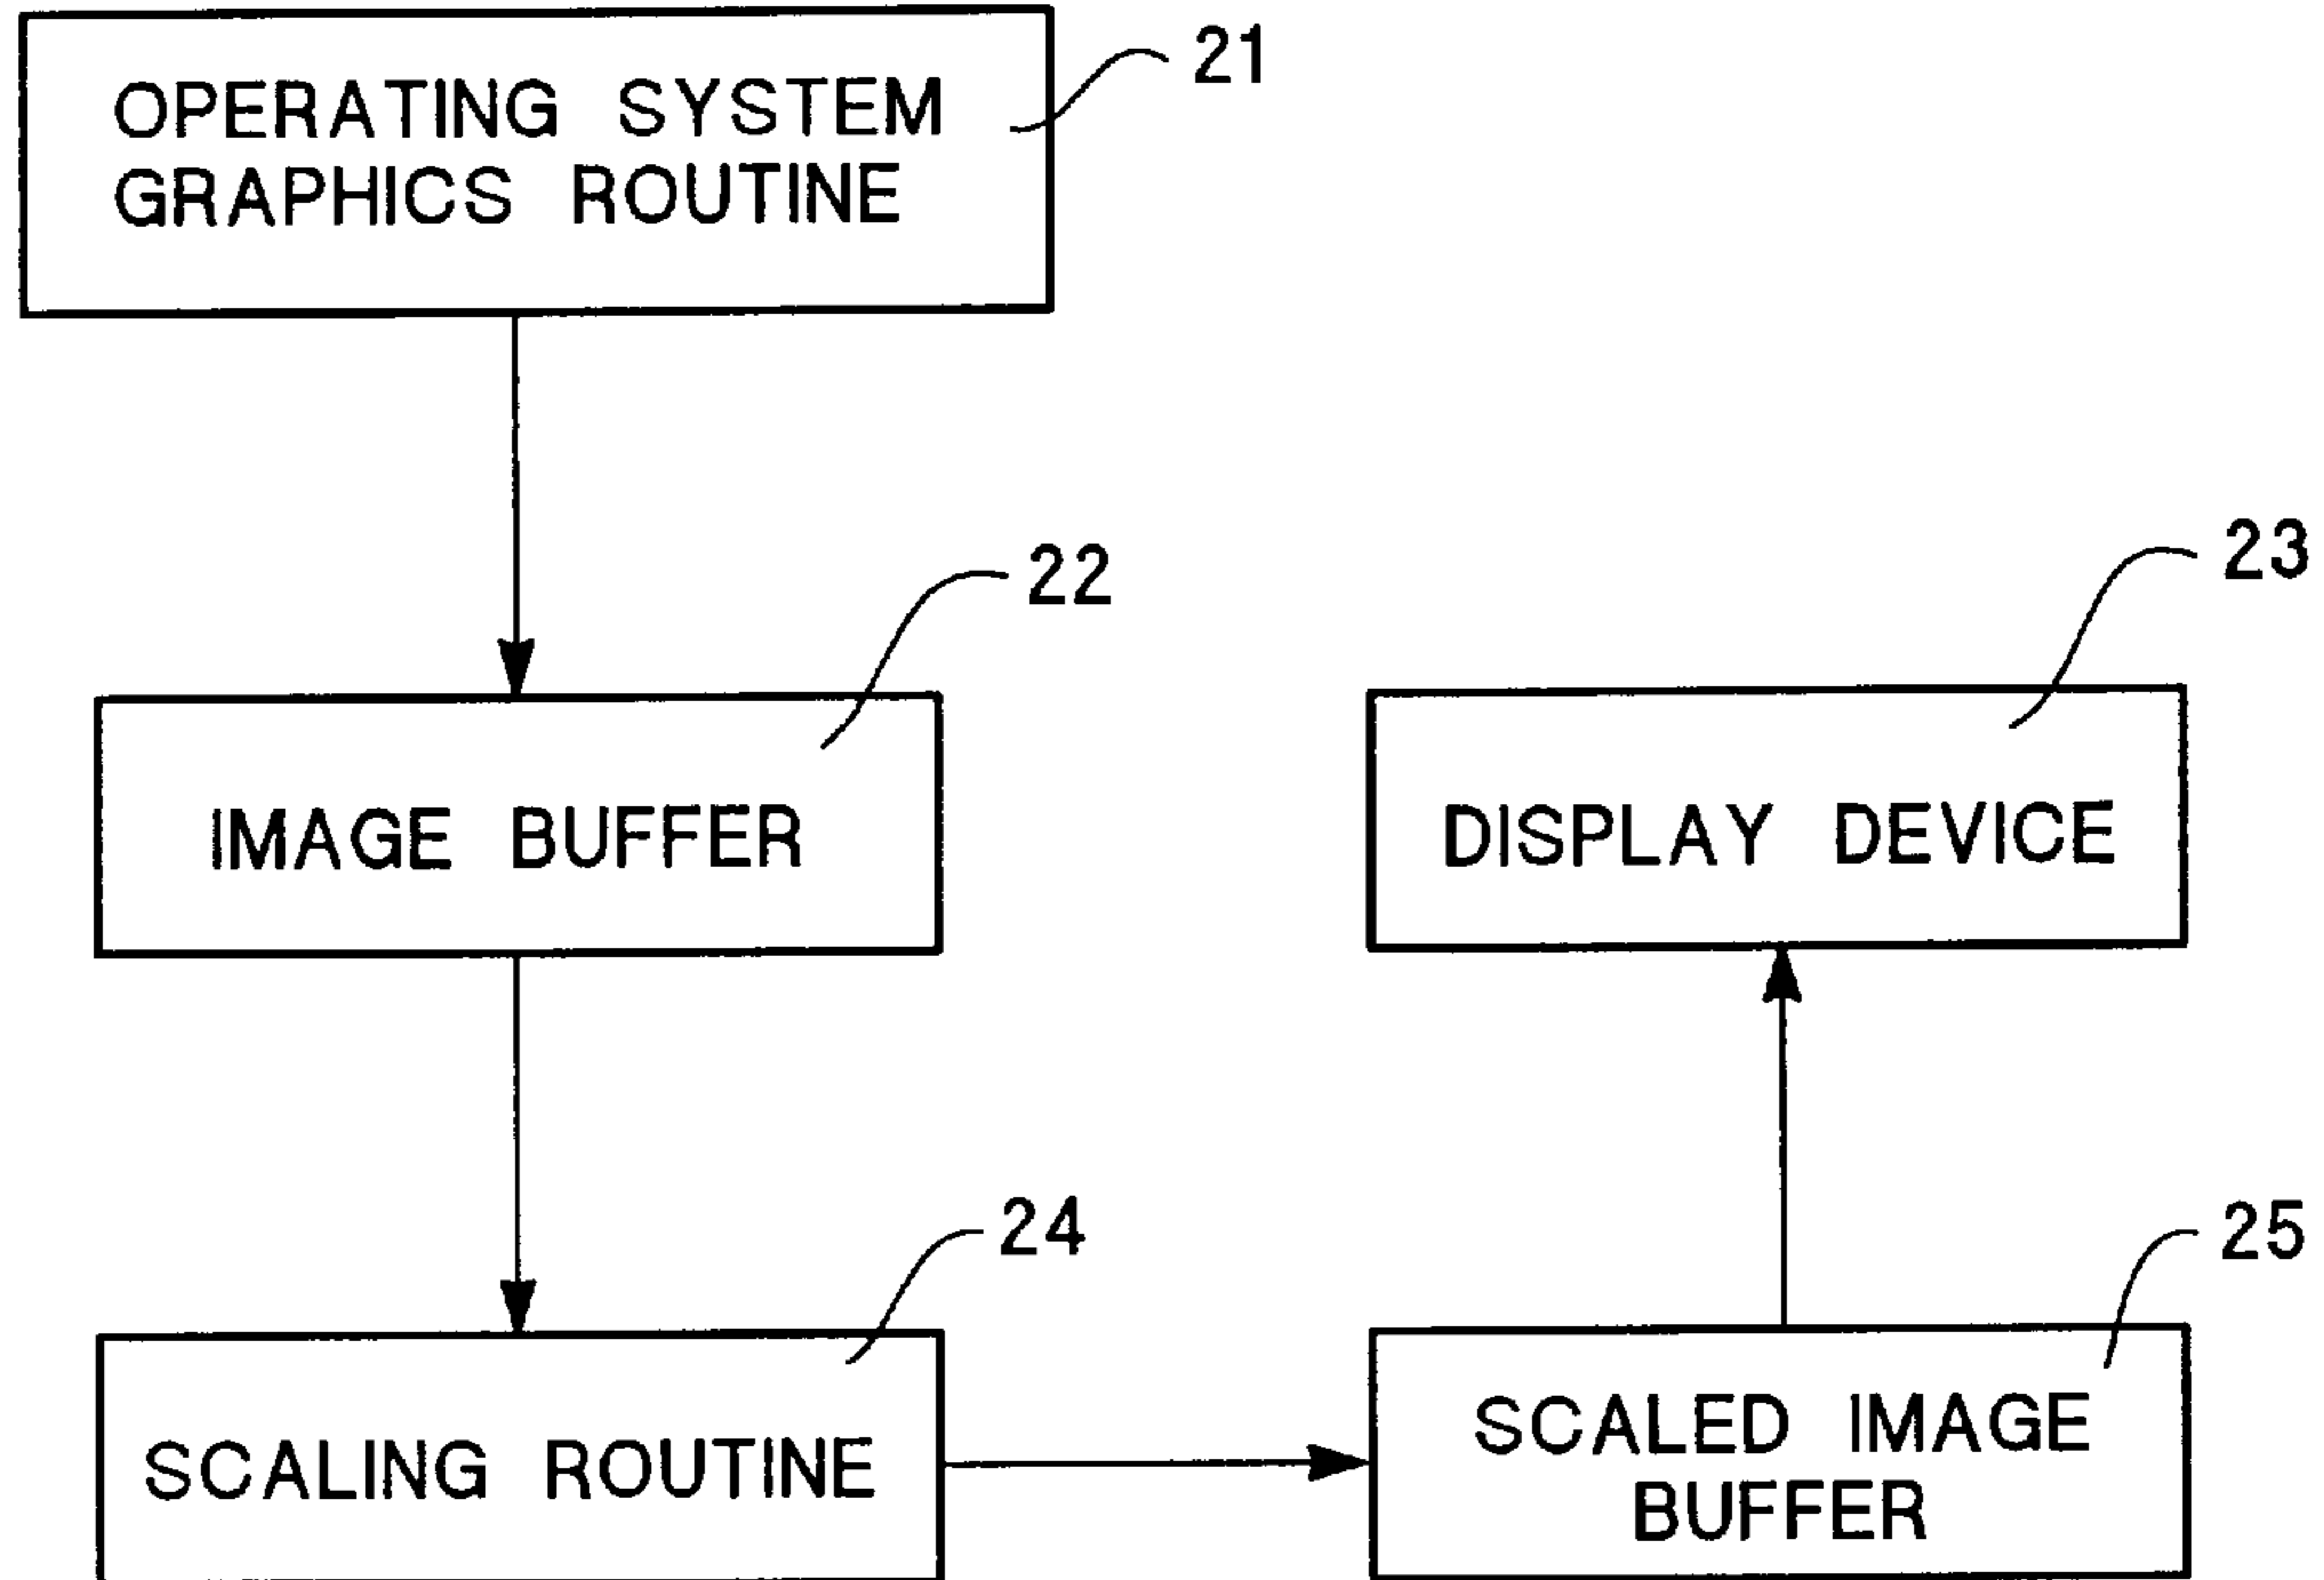 OPERATING SYSTEM
GRAPHICS ROUTINE
21
22
IMAGE BUFFER
23
DISPLAY DEVICE
24
SCALING ROUTINE
25
SCALED IMAGE
BUFFER